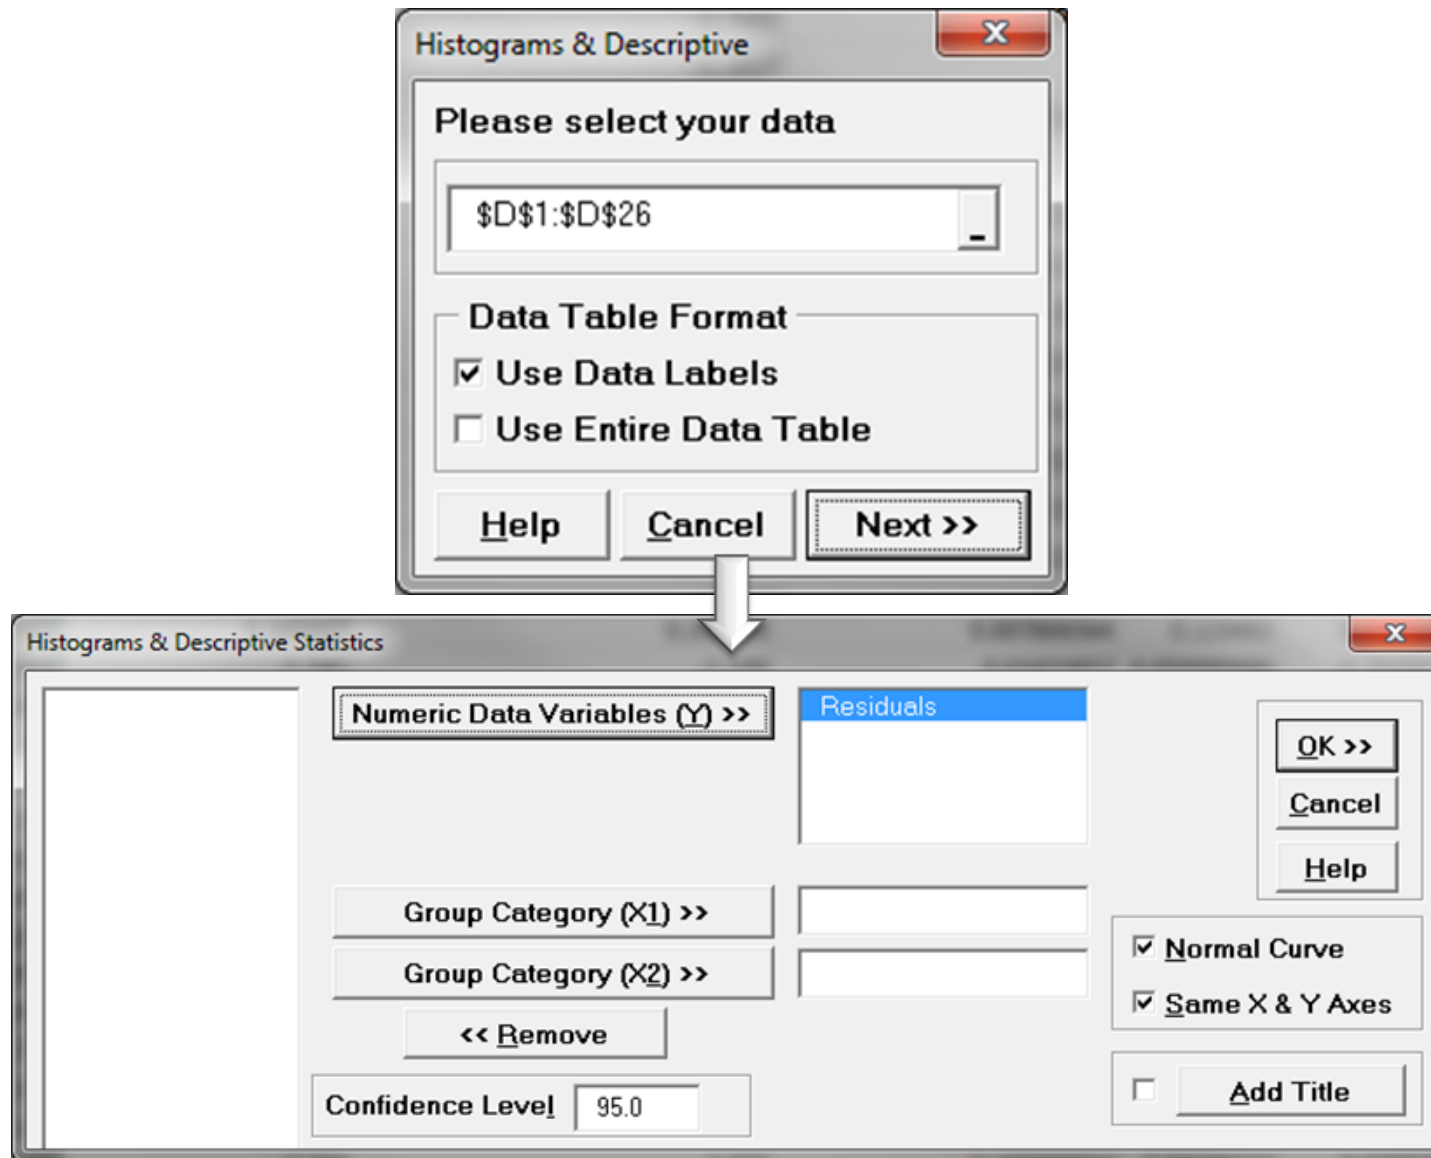 Histograms & Descriptive
Please select your data
$D$1:$D$26
Data Table Format
Use Data Labels
Use Entire Data Table
Help Cancel Next >>
Histograms & Descriptive Statistics
Numeric Data Variables (Y) >>
Residuals
OK >>
Cancel
Help
Group Category (X1) >>
Group Category (X2) >>
<< Remove
Normal Curve
Same X & Y Axes
Confidence Level 95.0
Add Title